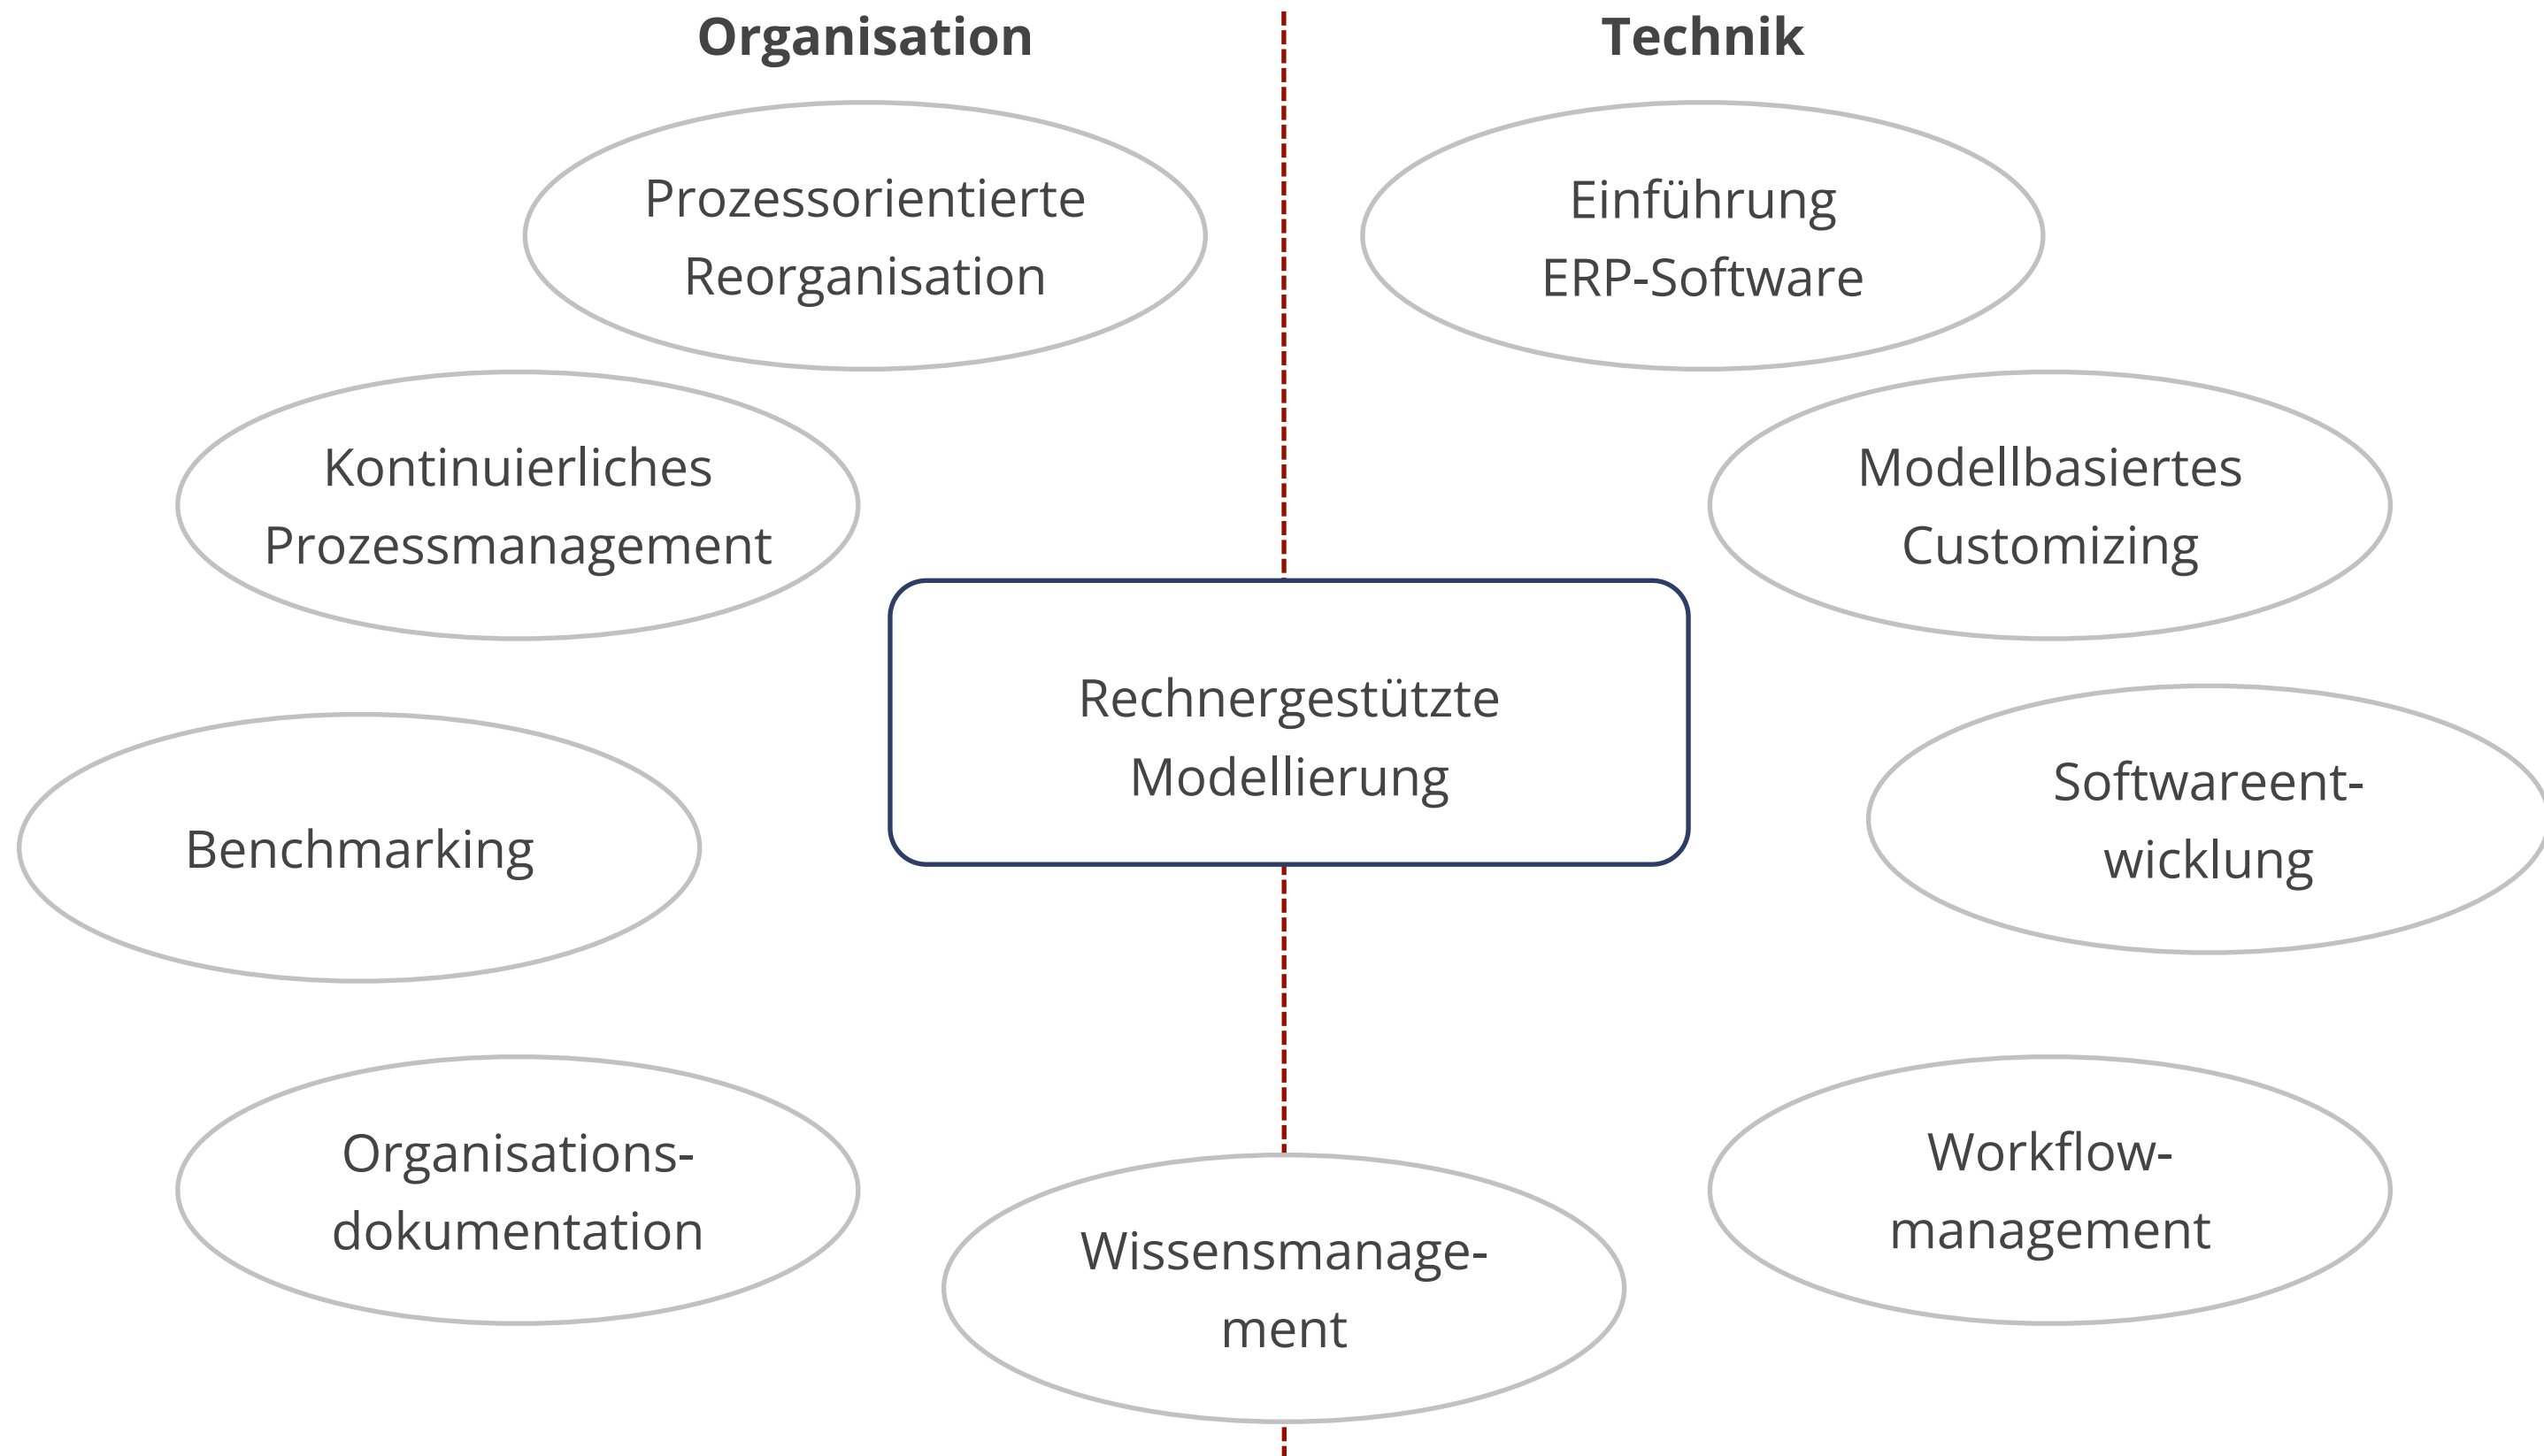 Organisation
Technik
Prozessorientierte
Reorganisation
Einführung
ERP-Software
Kontinuierliches
Prozessmanagement
Modellbasiertes
Customizing
Rechnergestützte
Modellierung
Benchmarking
Softwareent-
wicklung
Organisations-
dokumentation
Workflow-
management
Wissensmanage-
ment